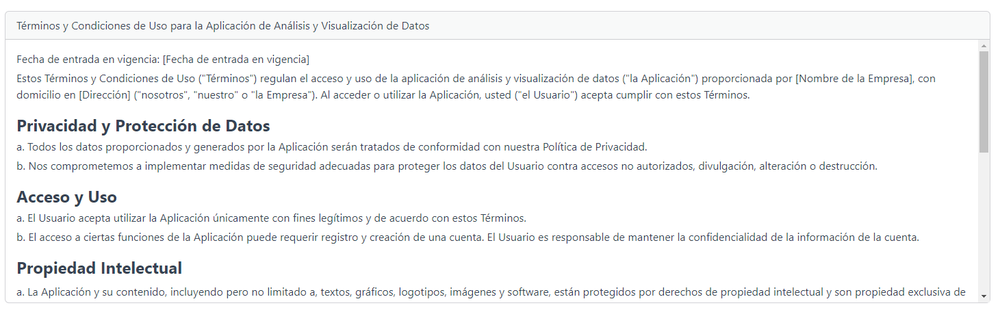 Términos y Condiciones de Uso para la Aplicación de Análisis y Visualización de Datos
Fecha de entrada en vigencia: [Fecha de entrada en vigencia]
Estos Términos y Condiciones de Uso ("Términos") regulan el acceso y uso de la aplicación de análisis y visualización de datos ("la Aplicación") proporcionada por [Nombre de la Empresa], con
domicilio en [Dirección] ("nosotros", "nuestro" o "la Empresa"). Al acceder o utilizar la Aplicación, usted ("el Usuario") acepta cumplir con estos Términos.
Privacidad y Protección de Datos
a. Todos los datos proporcionados y generados por la Aplicación serán tratados de conformidad con nuestra Política de Privacidad.
b. Nos comprometemos a implementar medidas de seguridad adecuadas para proteger los datos del Usuario contra accesos no autorizados, divulgación, alteración o destrucción.
Acceso y Uso
a. El Usuario acepta utilizar la Aplicación únicamente con fines legítimos y de acuerdo con estos Términos.
b. El acceso a ciertas funciones de la Aplicación puede requerir registro y creación de una cuenta. El Usuario es responsable de mantener la confidencialidad de la información de la cuenta.
Propiedad Intelectual
a. La Aplicación y su contenido, incluyendo pero no limitado a, textos, gráficos, logotipos, imágenes y software, están protegidos por derechos de propiedad intelectual y son propiedad exclusiva de